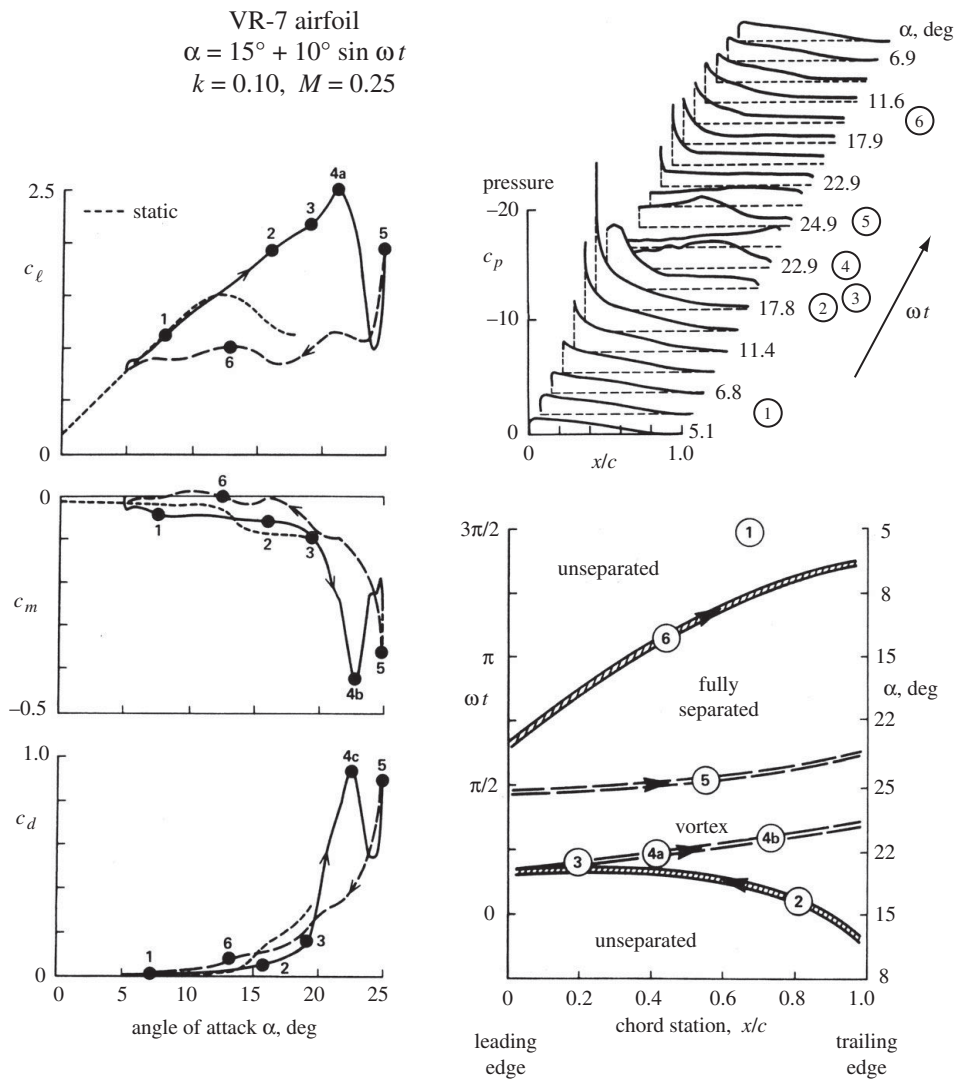 VR-7 airfoil
α = 15° + 10° sin ωt
k = 0.10, M = 0.25
2.5
static
cℓ
0
1
2
3
4a
5
6
0
cm
–0.5
6
1
2
3
4b
5
1.0
cd
0
1
6
2
3
4c
5
0
5
10
15
20
25
angle of attack α, deg
α, deg
6.9
11.6
6
17.9
22.9
24.9
5
22.9
4
17.8
2
3
11.4
6.8
1
5.1
pressure
–20
cp
–10
0
0
x/c
1.0
ωt
3π/2
π
ωt
π/2
0
1
unseparated
6
fully
separated
5
vortex
3
4a
4b
2
unseparated
5
8
15
α, deg
22
25
22
15
8
0
0.2
0.4
0.6
0.8
1.0
chord station, x/c
leading
edge
trailing
edge